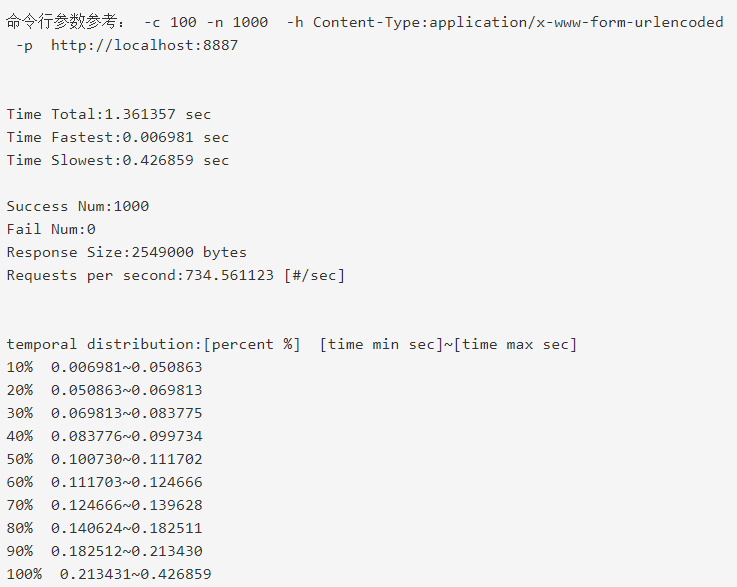 命令行参数参考： -c 100 -n 1000  -h Content-Type:application/x-www-form-urlencoded
 -p  http://localhost:8887
Time Total:1.361357 sec
Time Fastest:0.006981 sec
Time Slowest:0.426859 sec
Success Num:1000
Fail Num:0
Response Size:2549000 bytes
Requests per second:734.561123 [#/sec]
temporal distribution:[percent %]  [time min sec]~[time max sec]
10%  0.006981~0.050863
20%  0.050863~0.069813
30%  0.069813~0.083775
40%  0.083776~0.099734
50%  0.100730~0.111702
60%  0.111703~0.124666
70%  0.124666~0.139628
80%  0.140624~0.182511
90%  0.182512~0.213430
100%  0.213431~0.426859